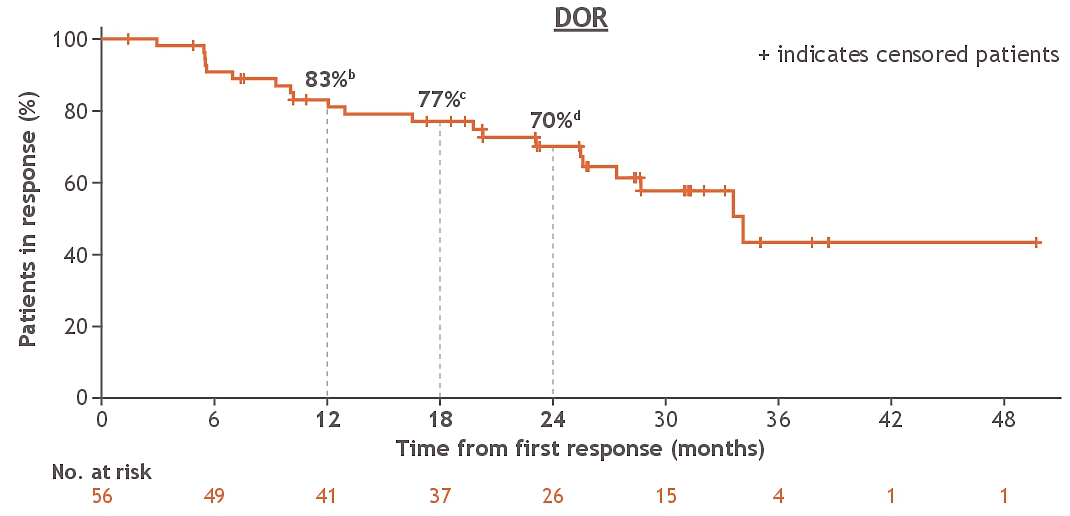 DOR
+ indicates censored patients
Patients in response (%)
100
80
60
40
20
0
83%ᵇ
77%ᶜ
70%ᵈ
0 6 12 18 24 30 36 42 48
Time from first response (months)
No. at risk
56 49 41 37 26 15 4 1 1